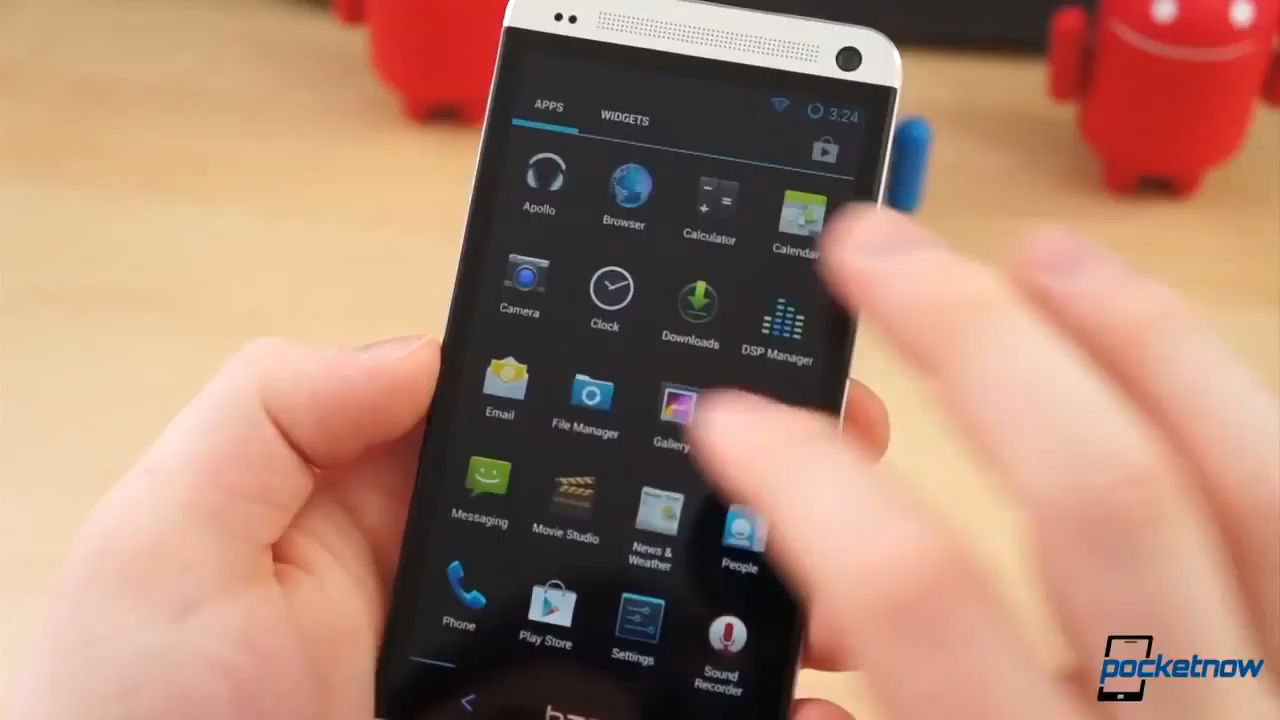 APPS WIDGETS 3:24
Apollo Browser Calculator Calendar
Camera Clock Downloads DSP Manager
Email File Manager Gallery
Messaging Movie Studio News &
Weather People
Phone Play Store Settings Sound
Recorder
pocketnow